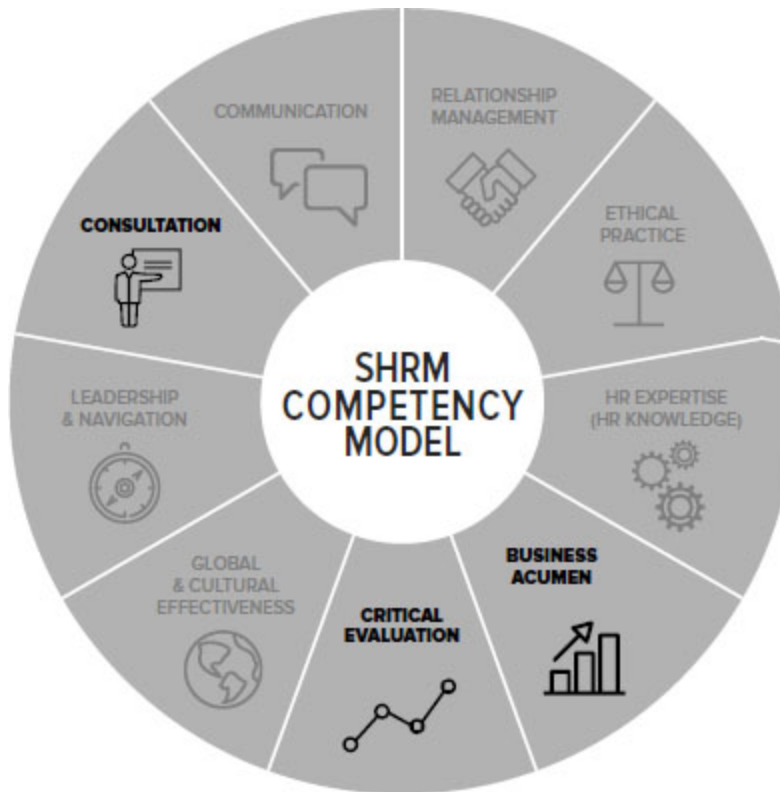 SHRM
COMPETENCY
MODEL
COMMUNICATION
RELATIONSHIP
MANAGEMENT
ETHICAL
PRACTICE
HR EXPERTISE
(HR KNOWLEDGE)
BUSINESS
ACUMEN
CRITICAL
EVALUATION
GLOBAL
& CULTURAL
EFFECTIVENESS
LEADERSHIP
& NAVIGATION
CONSULTATION